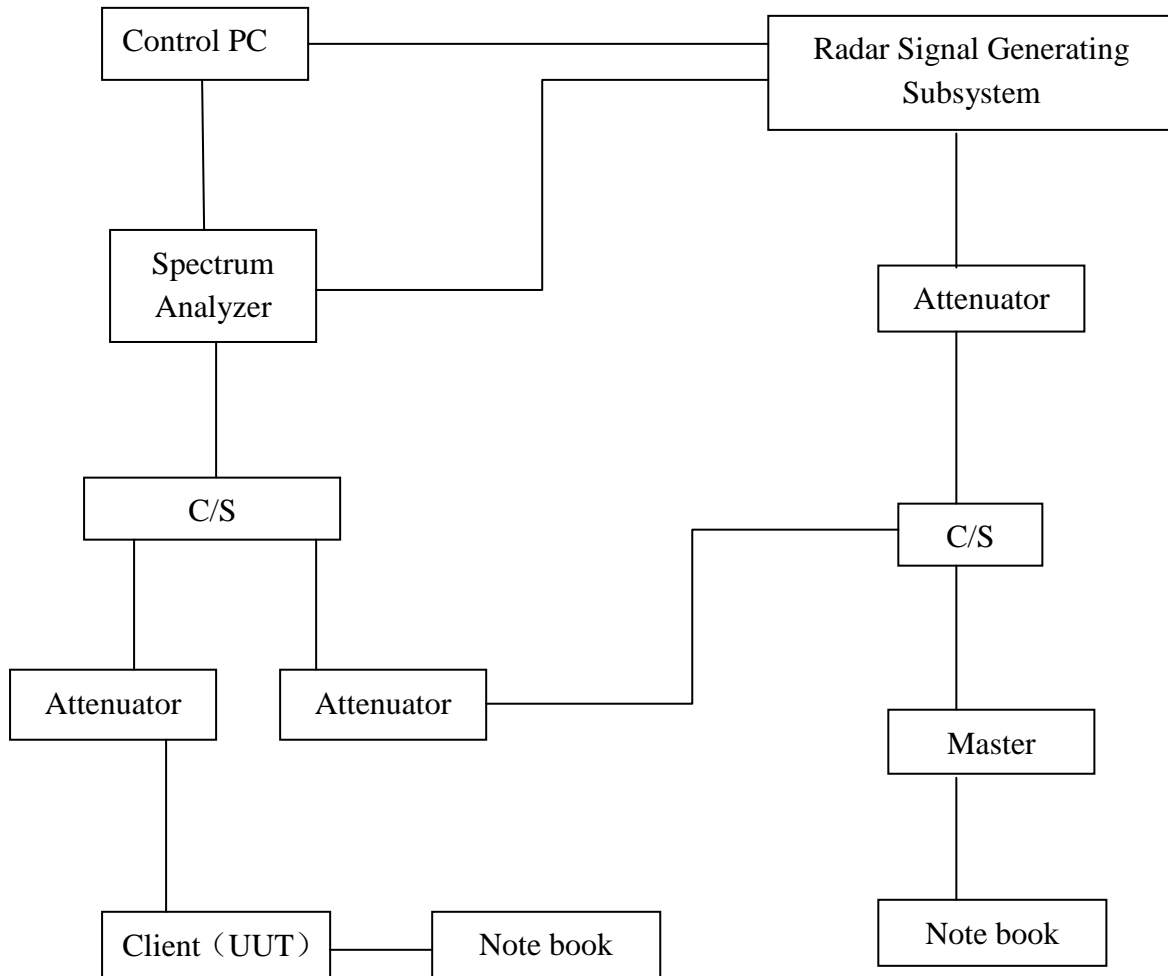 Control PC
Radar Signal Generating
Subsystem
Spectrum
Analyzer
Attenuator
C/S
C/S
Attenuator
Attenuator
Master
Client（UUT）
Note book
Note book